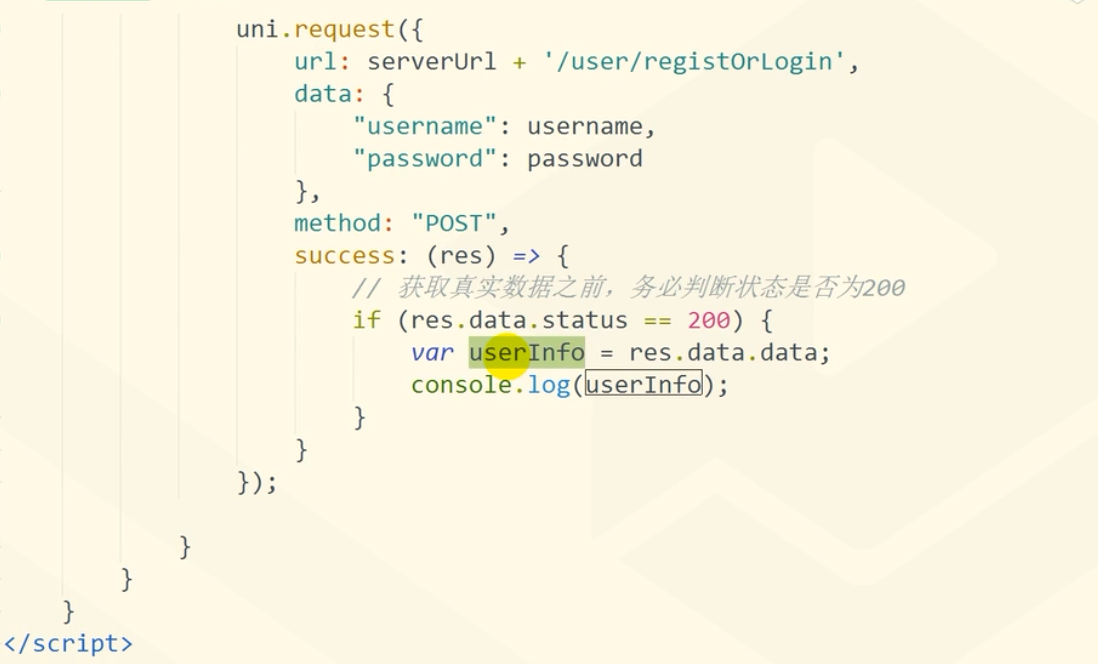 uni.request({
url: serverUrl + '/user/registOrLogin',
data: {
"username": username,
"password": password
},
method: "POST",
success: (res) => {
// 获取真实数据之前，务必判断状态是否为200
if (res.data.status == 200) {
var userInfo = res.data.data;
console.log(userInfo);
}
}
});
}
}
}
</script>